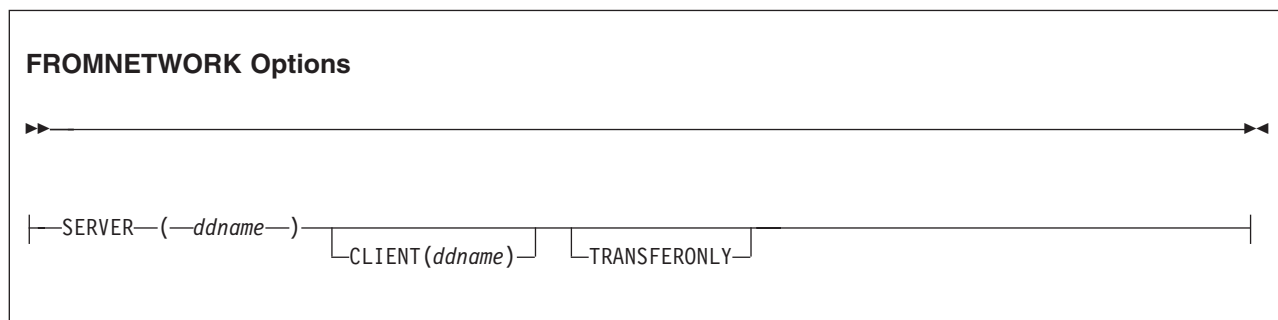 FROMNETWORK Options
SERVER ( ddname )
CLIENT(ddname)
TRANSFERONLY